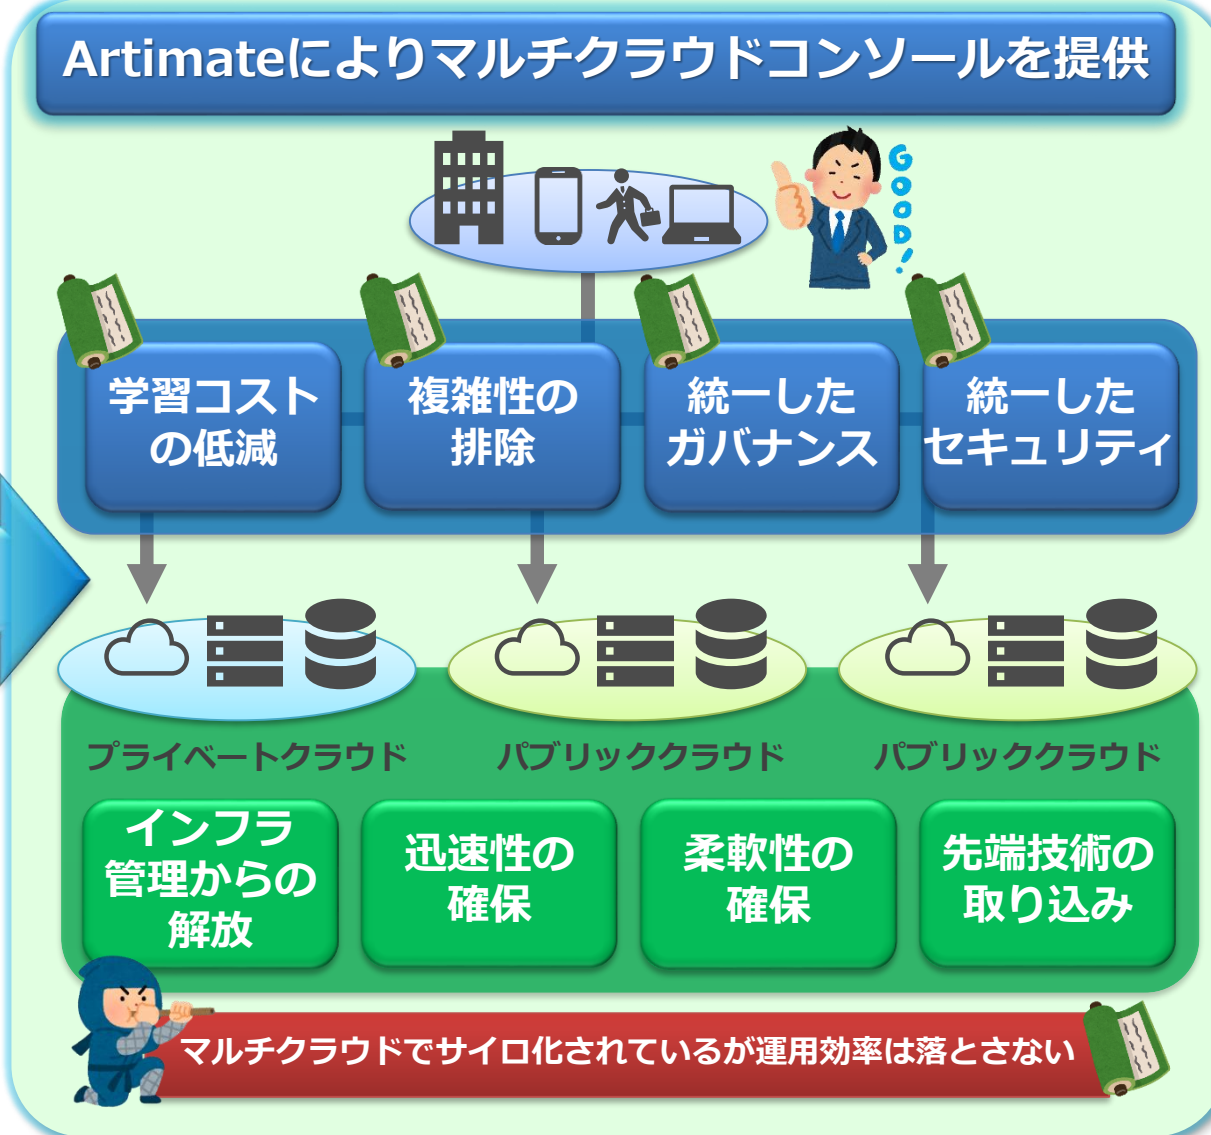 Artimateによりマルチクラウドコンソールを提供
GOOD!
学習コスト
の低減
複雑性の
排除
統一した
ガバナンス
統一した
セキュリティ
プライベートクラウド
パブリッククラウド
パブリッククラウド
インフラ
管理からの
解放
迅速性の
確保
柔軟性の
確保
先端技術の
取り込み
マルチクラウドでサイロ化されているが運用効率は落とさない